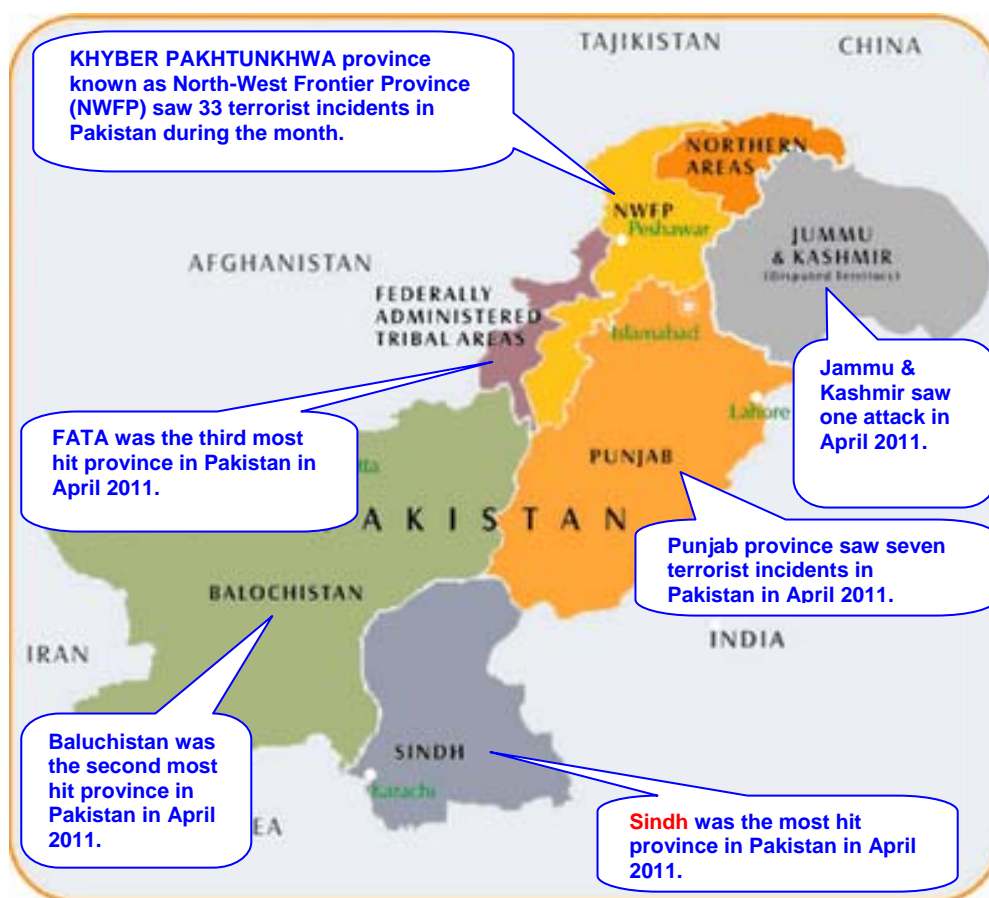 KHYBER PAKHTUNKHWA province
known as North-West Frontier Province
(NWFP) saw 33 terrorist incidents in
Pakistan during the month.
TAJIKISTAN
CHINA
NORTHERN
AREAS
NWFP
Peshawar
JUMMU
& KASHMIR
(Disputed Territory)
AFGHANISTAN
FEDERALLY
ADMINISTERED
TRIBAL AREAS
Islamabad
Jammu &
Kashmir saw
one attack in
April 2011.
Lahore
FATA was the third most
hit province in Pakistan in
April 2011.
tta
PUNJAB
AKISTAN
Punjab province saw seven
terrorist incidents in
Pakistan in April 2011.
BALOCHISTAN
INDIA
IRAN
Baluchistan was
the second most
hit province in
Pakistan in April
2011.
SINDH
Karachi
EA
Sindh was the most hit
province in Pakistan in April
2011.